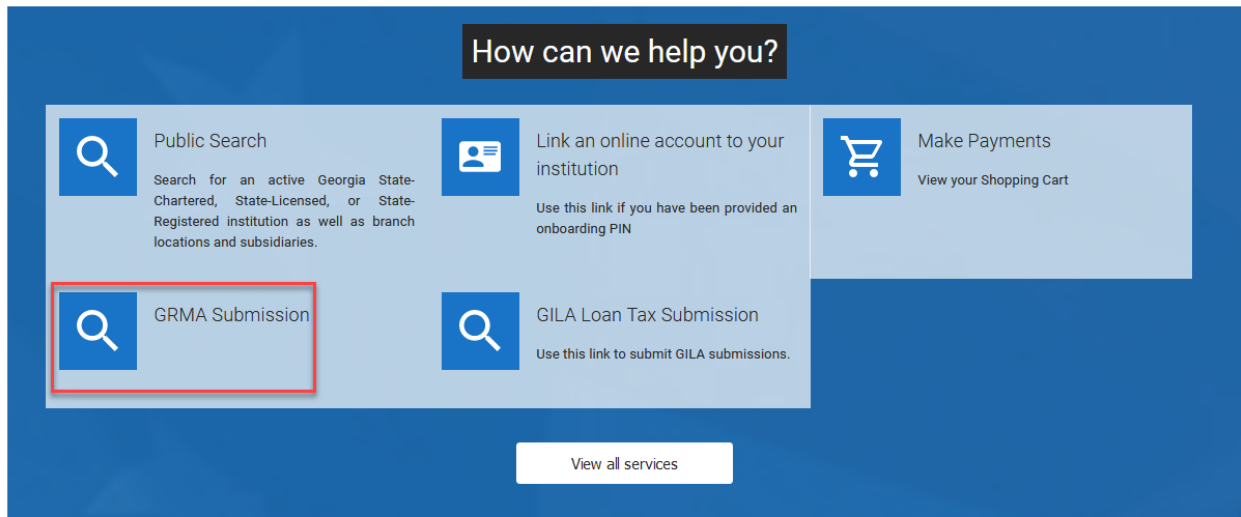 How can we help you?
Public Search
Search for an active Georgia State-
Chartered, State-Licensed, or State-
Registered institution as well as branch
locations and subsidiaries.
Link an online account to your
institution
Use this link if you have been provided an
onboarding PIN
Make Payments
View your Shopping Cart
GRMA Submission
GILA Loan Tax Submission
Use this link to submit GILA submissions.
View all services